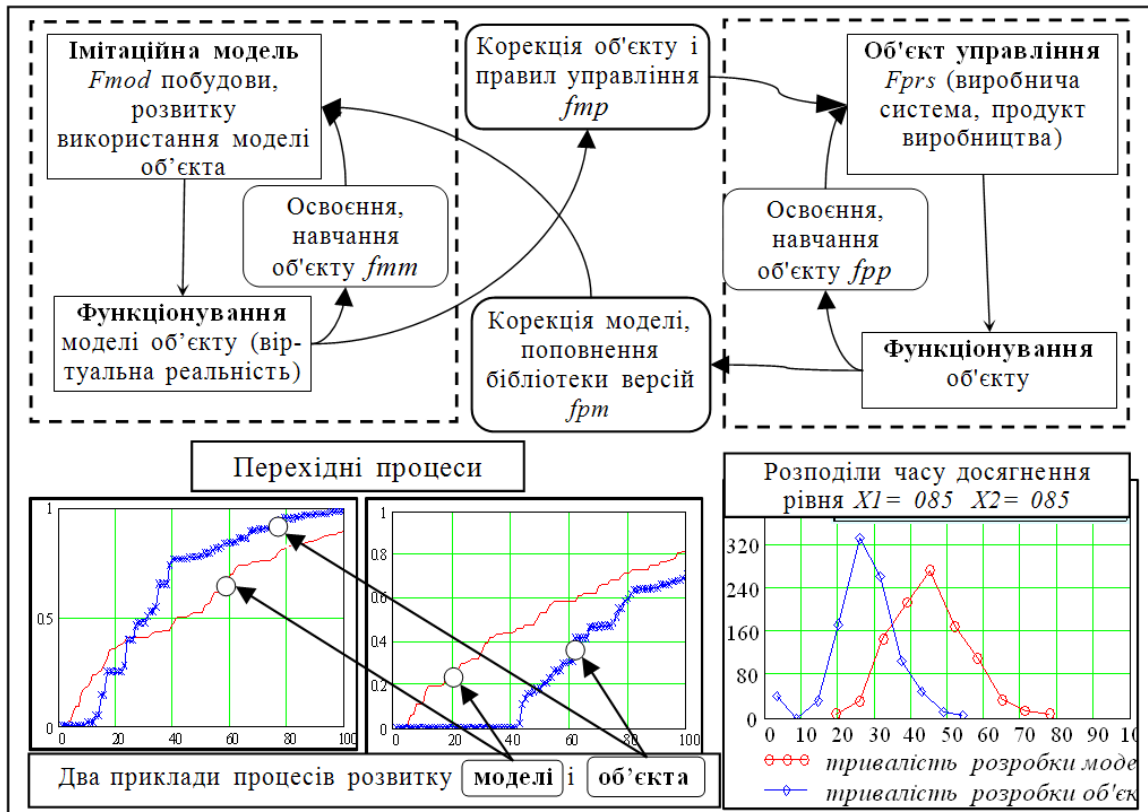 Імітаційна модель
Fmod побудови,
розвитку
використання моделі
об’єкта
Освоєння,
навчання
об'єкту fmm
Функціонування
моделі об’єкту (вір-
туальна реальність)
Корекція об'єкту і
правил управління
fmp
Корекція моделі,
поповнення
бібліотеки версій
fpm
Об'єкт управління
Fprs (виробнича
система, продукт
виробництва)
Освоєння,
навчання
об'єкту fpp
Функціонування
об'єкту
Перехідні процеси
1
0.5
0
0 20 40 60 80 100
1
0.8
0.6
0.4
0.2
0
0 20 40 60 80 100
Два приклади процесів розвитку моделі і об’єкта
Розподіли часу досягнення
рівня X1= 085 X2= 085
320
240
160
80
0
0 10 20 30 40 50 60 70 80 90 10
тривалість розробки моде
тривалість розробки об'єк